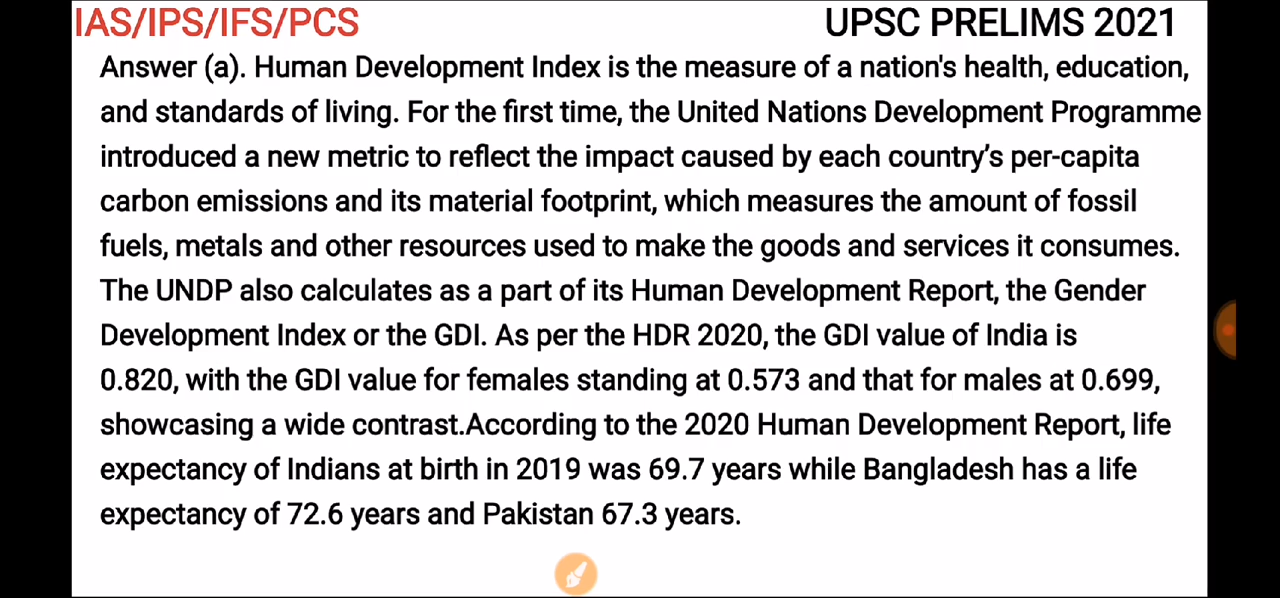 IAS/IPS/IFS/PCS UPSC PRELIMS 2021
Answer (a). Human Development Index is the measure of a nation's health, education,
and standards of living. For the first time, the United Nations Development Programme
introduced a new metric to reflect the impact caused by each country’s per-capita
carbon emissions and its material footprint, which measures the amount of fossil
fuels, metals and other resources used to make the goods and services it consumes.
The UNDP also calculates as a part of its Human Development Report, the Gender
Development Index or the GDI. As per the HDR 2020, the GDI value of India is
0.820, with the GDI value for females standing at 0.573 and that for males at 0.699,
showcasing a wide contrast.According to the 2020 Human Development Report, life
expectancy of Indians at birth in 2019 was 69.7 years while Bangladesh has a life
expectancy of 72.6 years and Pakistan 67.3 years.